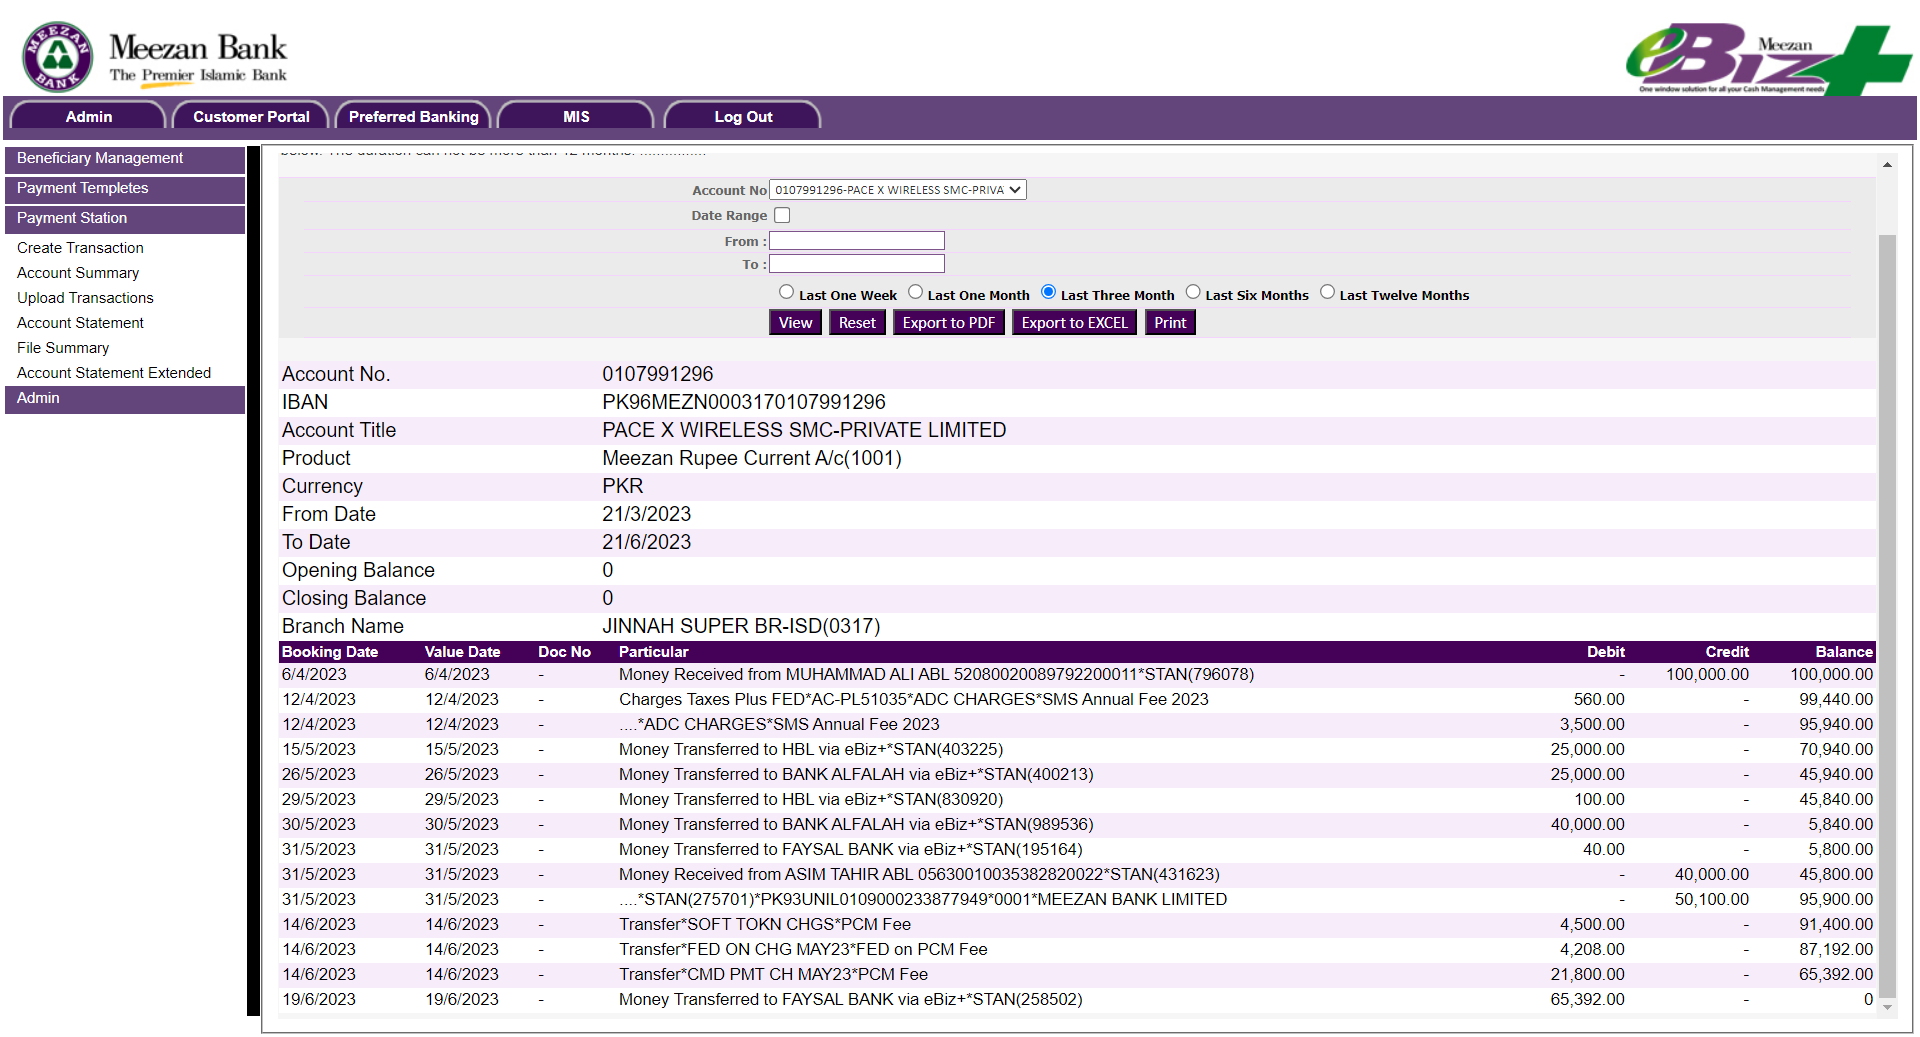 MEEZAN BANK
Meezan Bank
The Premier Islamic Bank
eBiz+ Meezan
One window solution for all your Cash Management needs
Admin Customer Portal Preferred Banking MIS Log Out
Beneficiary Management
Payment Templetes
Payment Station
Create Transaction
Account Summary
Upload Transactions
Account Statement
File Summary
Account Statement Extended
Admin
below. The duration can not be more than 12 months. ................
Account No 0107991296-PACE X WIRELESS SMC-PRIVA
Date Range
From :
To :
Last One Week Last One Month Last Three Month Last Six Months Last Twelve Months
View Reset Export to PDF Export to EXCEL Print
Account No. 0107991296
IBAN PK96MEZN0003170107991296
Account Title PACE X WIRELESS SMC-PRIVATE LIMITED
Product Meezan Rupee Current A/c(1001)
Currency PKR
From Date 21/3/2023
To Date 21/6/2023
Opening Balance 0
Closing Balance 0
Branch Name JINNAH SUPER BR-ISD(0317)
Booking Date Value Date Doc No Particular Debit Credit Balance
6/4/2023 6/4/2023 - Money Received from MUHAMMAD ALI ABL 52080020089792200011*STAN(796078) - 100,000.00 100,000.00
12/4/2023 12/4/2023 - Charges Taxes Plus FED*AC-PL51035*ADC CHARGES*SMS Annual Fee 2023 560.00 - 99,440.00
12/4/2023 12/4/2023 - ....*ADC CHARGES*SMS Annual Fee 2023 3,500.00 - 95,940.00
15/5/2023 15/5/2023 - Money Transferred to HBL via eBiz+*STAN(403225) 25,000.00 - 70,940.00
26/5/2023 26/5/2023 - Money Transferred to BANK ALFALAH via eBiz+*STAN(400213) 25,000.00 - 45,940.00
29/5/2023 29/5/2023 - Money Transferred to HBL via eBiz+*STAN(830920) 100.00 - 45,840.00
30/5/2023 30/5/2023 - Money Transferred to BANK ALFALAH via eBiz+*STAN(989536) 40,000.00 - 5,840.00
31/5/2023 31/5/2023 - Money Transferred to FAYSAL BANK via eBiz+*STAN(195164) 40.00 - 5,800.00
31/5/2023 31/5/2023 - Money Received from ASIM TAHIR ABL 05630010035382820022*STAN(431623) - 40,000.00 45,800.00
31/5/2023 31/5/2023 - ....*STAN(275701)*PK93UNIL0109000233877949*0001*MEEZAN BANK LIMITED - 50,100.00 95,900.00
14/6/2023 14/6/2023 - Transfer*SOFT TOKN CHGS*PCM Fee 4,500.00 - 91,400.00
14/6/2023 14/6/2023 - Transfer*FED ON CHG MAY23*FED on PCM Fee 4,208.00 - 87,192.00
14/6/2023 14/6/2023 - Transfer*CMD PMT CH MAY23*PCM Fee 21,800.00 - 65,392.00
19/6/2023 19/6/2023 - Money Transferred to FAYSAL BANK via eBiz+*STAN(258502) 65,392.00 - 0